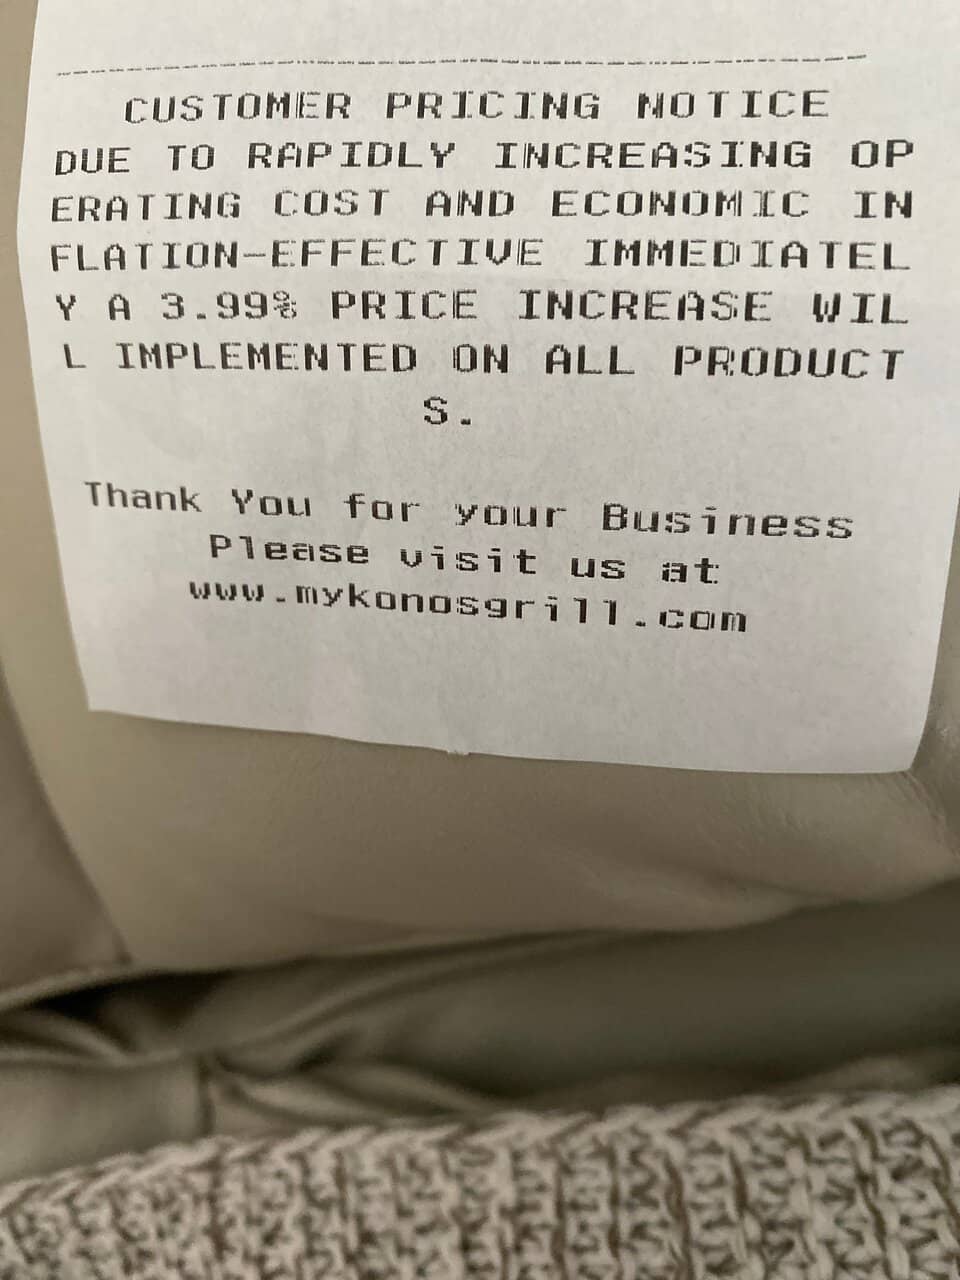 CUSTOMER PRICING NOTICE
DUE TO RAPIDLY INCREASING OP
ERATING COST AND ECONOMIC IN
FLATION-EFFECTIVE IMMEDIATEL
Y A 3.99% PRICE INCREASE WIL
L IMPLEMENTED ON ALL PRODUCT
S.
Thank You for your Business
Please visit us at
www.mykonosgrill.com